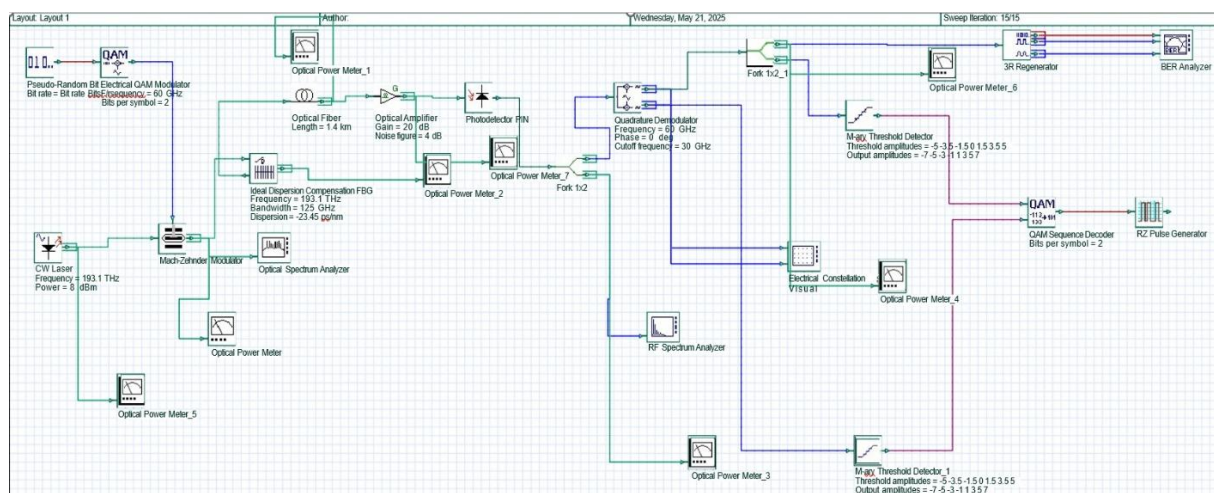 Layout: Layout 1
Author:
Wednesday, May 21, 2025
Sweep Iteration: 15/15
010..
Pseudo-Random Bit
Bit rate = Bit rate Bits/
QAM
Electrical QAM Modulator
Frequency = 60 GHz
Bits per symbol = 2
Optical Power Meter_1
Optical Fiber
Length = 1.4 km
G
Optical Amplifier
Gain = 20 dB
Noise figure = 4 dB
Photodetector PIN
Quadrature Demodulator
Frequency = 60 GHz
Phase = 0 deg
Cutoff frequency = 30 GHz
Fork 1x2_1
Optical Power Meter_6
3R Regenerator
BER
BER Analyzer
M-ary Threshold Detector
Threshold amplitudes = -5 -3.5 -1.5 0 1.5 3.5 5.5
Output amplitudes = -7 -5 -3 -1 1 3 5 7
Ideal Dispersion Compensation FBG
Frequency = 193.1 THz
Bandwidth = 125 GHz
Dispersion = -23.45 ps/nm
Optical Power Meter_2
Optical Power Meter_7
Fork 1x2
QAM
QAM Sequence Decoder
Bits per symbol = 2
RZ Pulse Generator
CW Laser
Frequency = 193.1 THz
Power = 8 dBm
Mach-Zehnder Modulator
Optical Spectrum Analyzer
Electrical Constellation
Visual
Optical Power Meter_4
Optical Power Meter
RF Spectrum Analyzer
Optical Power Meter_5
Optical Power Meter_3
M-ary Threshold Detector_1
Threshold amplitudes = -5 -3.5 -1.5 0 1.5 3.5 5.5
Output amplitudes = -7 -5 -3 -1 1 3 5 7